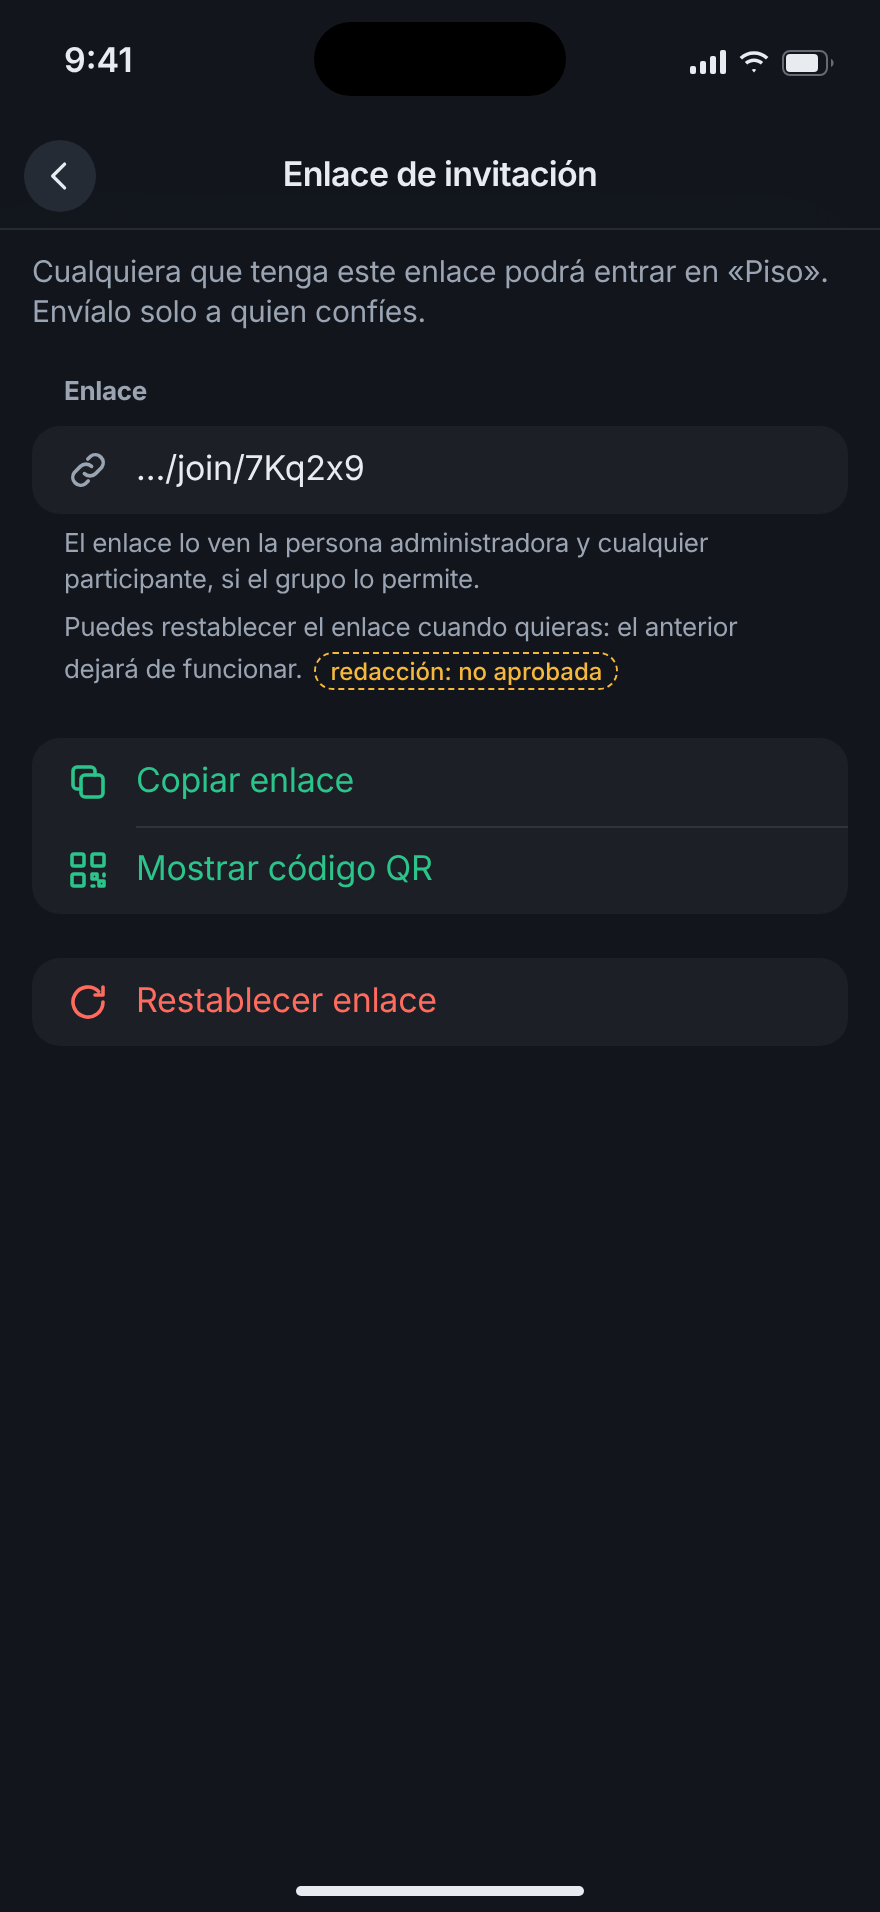 9:41
Enlace de invitación
Cualquiera que tenga este enlace podrá entrar en «Piso».
Envíalo solo a quien confíes.
Enlace
.../join/7Kq2x9
El enlace lo ven la persona administradora y cualquier
participante, si el grupo lo permite.
Puedes restablecer el enlace cuando quieras: el anterior
dejará de funcionar. redacción: no aprobada
Copiar enlace
Mostrar código QR
Restablecer enlace